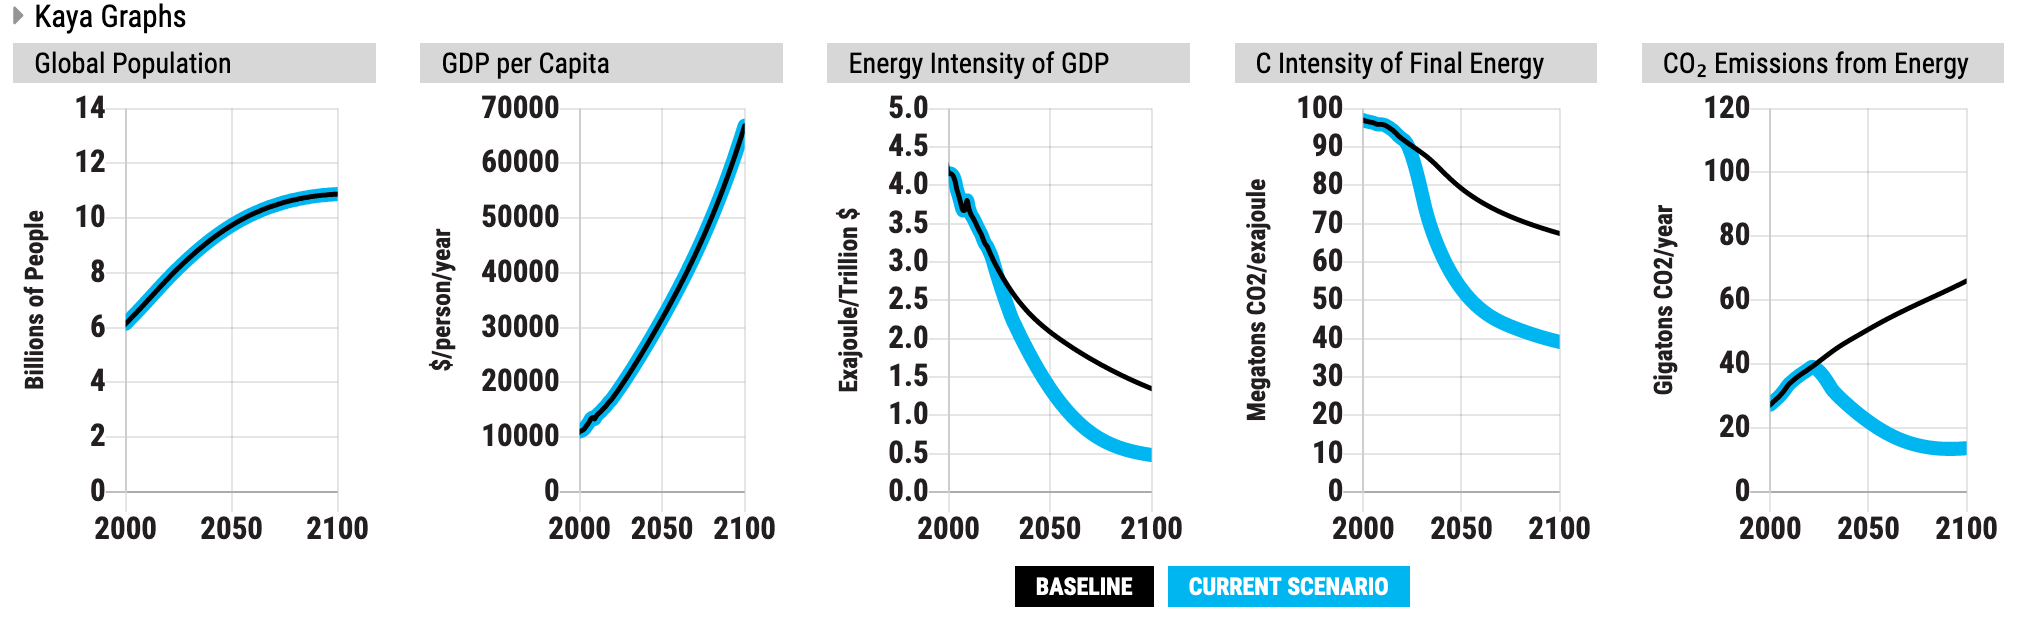 Kaya Graphs
Global Population
Billions of People
14
12
10
8
6
4
2
0
2000 2050 2100
GDP per Capita
$/person/year
70000
60000
50000
40000
30000
20000
10000
0
2000 2050 2100
Energy Intensity of GDP
Exajoule/Trillion $
5.0
4.5
4.0
3.5
3.0
2.5
2.0
1.5
1.0
0.5
0.0
2000 2050 2100
C Intensity of Final Energy
Megatons CO2/exajoule
100
90
80
70
60
50
40
30
20
10
0
2000 2050 2100
CO₂ Emissions from Energy
Gigatons CO2/year
120
100
80
60
40
20
0
2000 2050 2100
BASELINE
CURRENT SCENARIO